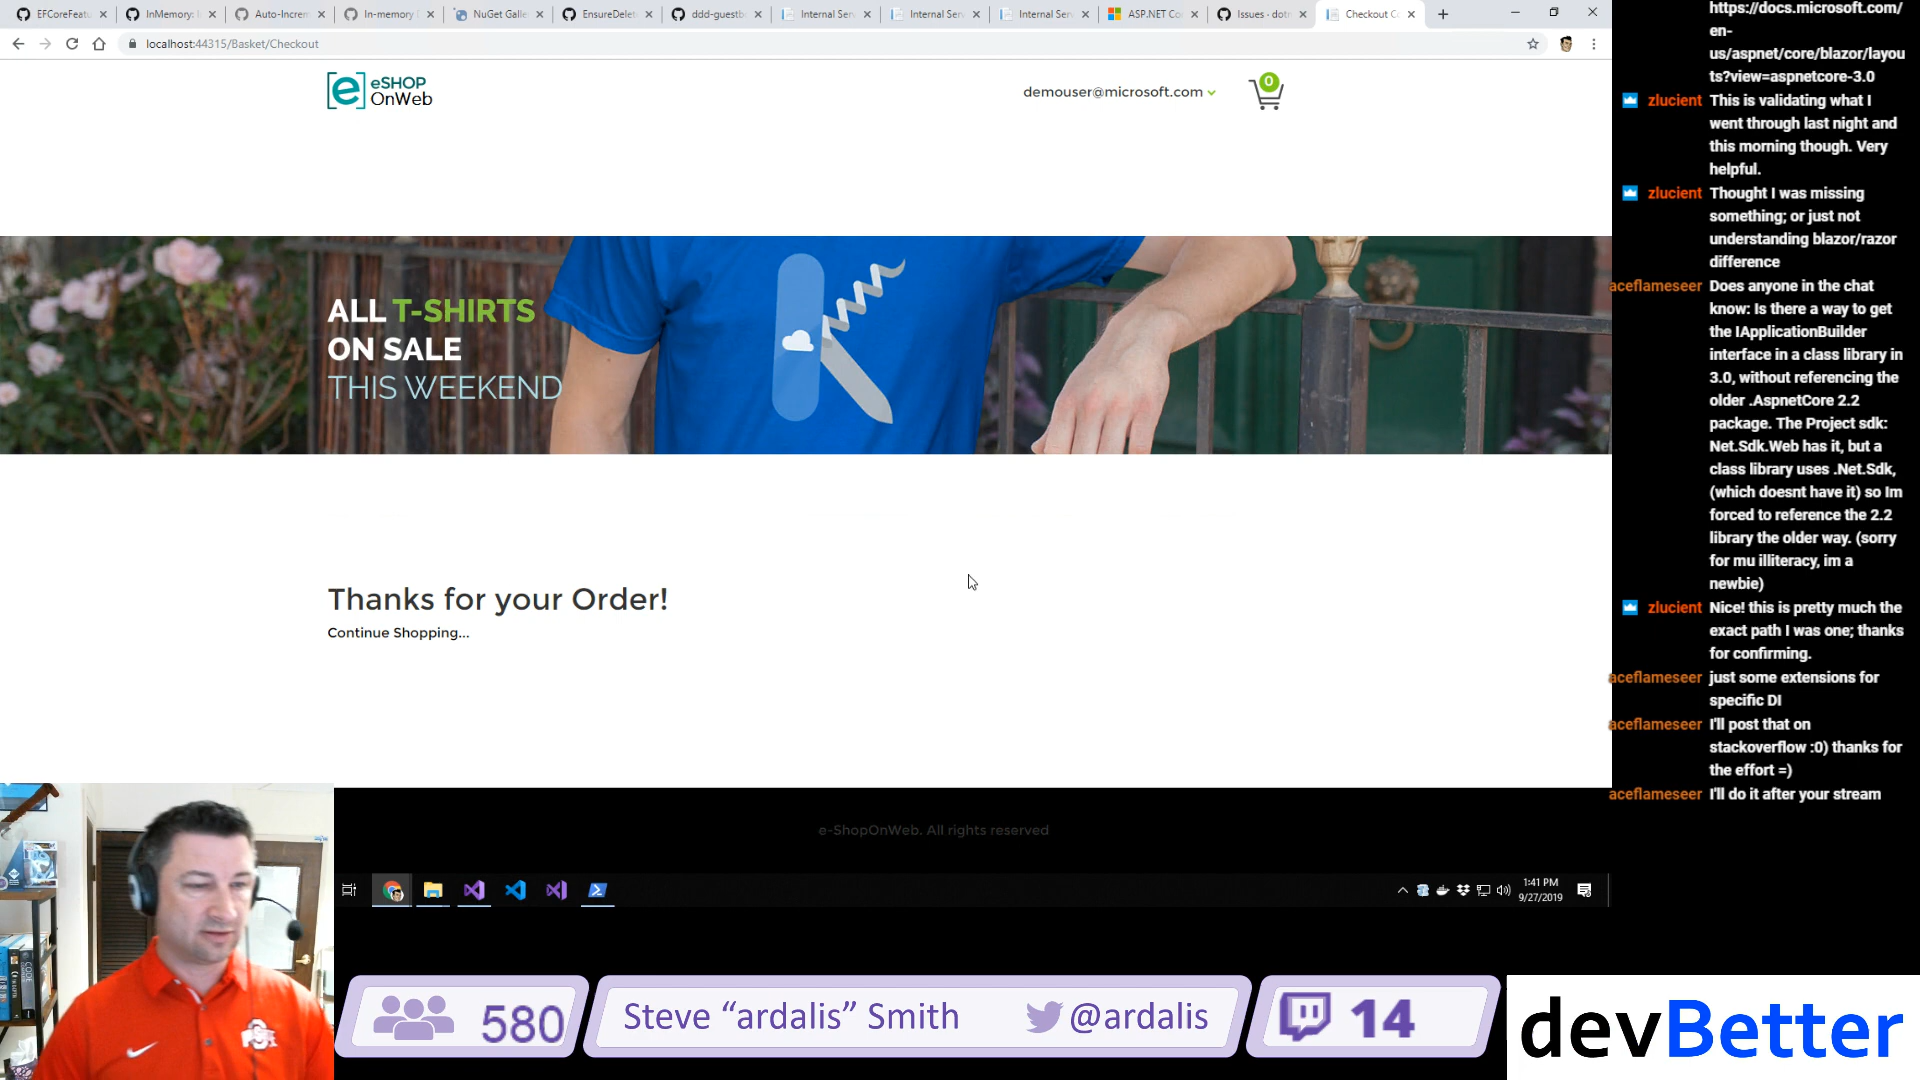 EFCoreFeatu
InMemory: I
Auto-Increm
In-memory D
NuGet Galle
EnsureDelet
ddd-guestb
Internal Serv
Internal Serv
Internal Serv
ASP.NET Co
Issues · dotn
Checkout Co
localhost:44315/Basket/Checkout
eSHOP
OnWeb
demouser@microsoft.com
0
ALL T-SHIRTS
ON SALE
THIS WEEKEND
Thanks for your Order!
Continue Shopping...
e-ShopOnWeb. All rights reserved
1:41 PM
9/27/2019
580
Steve “ardalis” Smith
@ardalis
14
devBetter
https://docs.microsoft.com/
en-
us/aspnet/core/blazor/layou
ts?view=aspnetcore-3.0
zlucient This is validating what I
went through last night and
this morning though. Very
helpful.
zlucient Thought I was missing
something; or just not
understanding blazor/razor
difference
aceflameseer Does anyone in the chat
know: Is there a way to get
the IApplicationBuilder
interface in a class library in
3.0, without referencing the
older .AspnetCore 2.2
package. The Project sdk:
Net.Sdk.Web has it, but a
class library uses .Net.Sdk,
(which doesnt have it) so Im
forced to reference the 2.2
library the older way. (sorry
for mu illiteracy, im a
newbie)
zlucient Nice! this is pretty much the
exact path I was one; thanks
for confirming.
aceflameseer just some extensions for
specific DI
aceflameseer I'll post that on
stackoverflow :0) thanks for
the effort =)
aceflameseer I'll do it after your stream